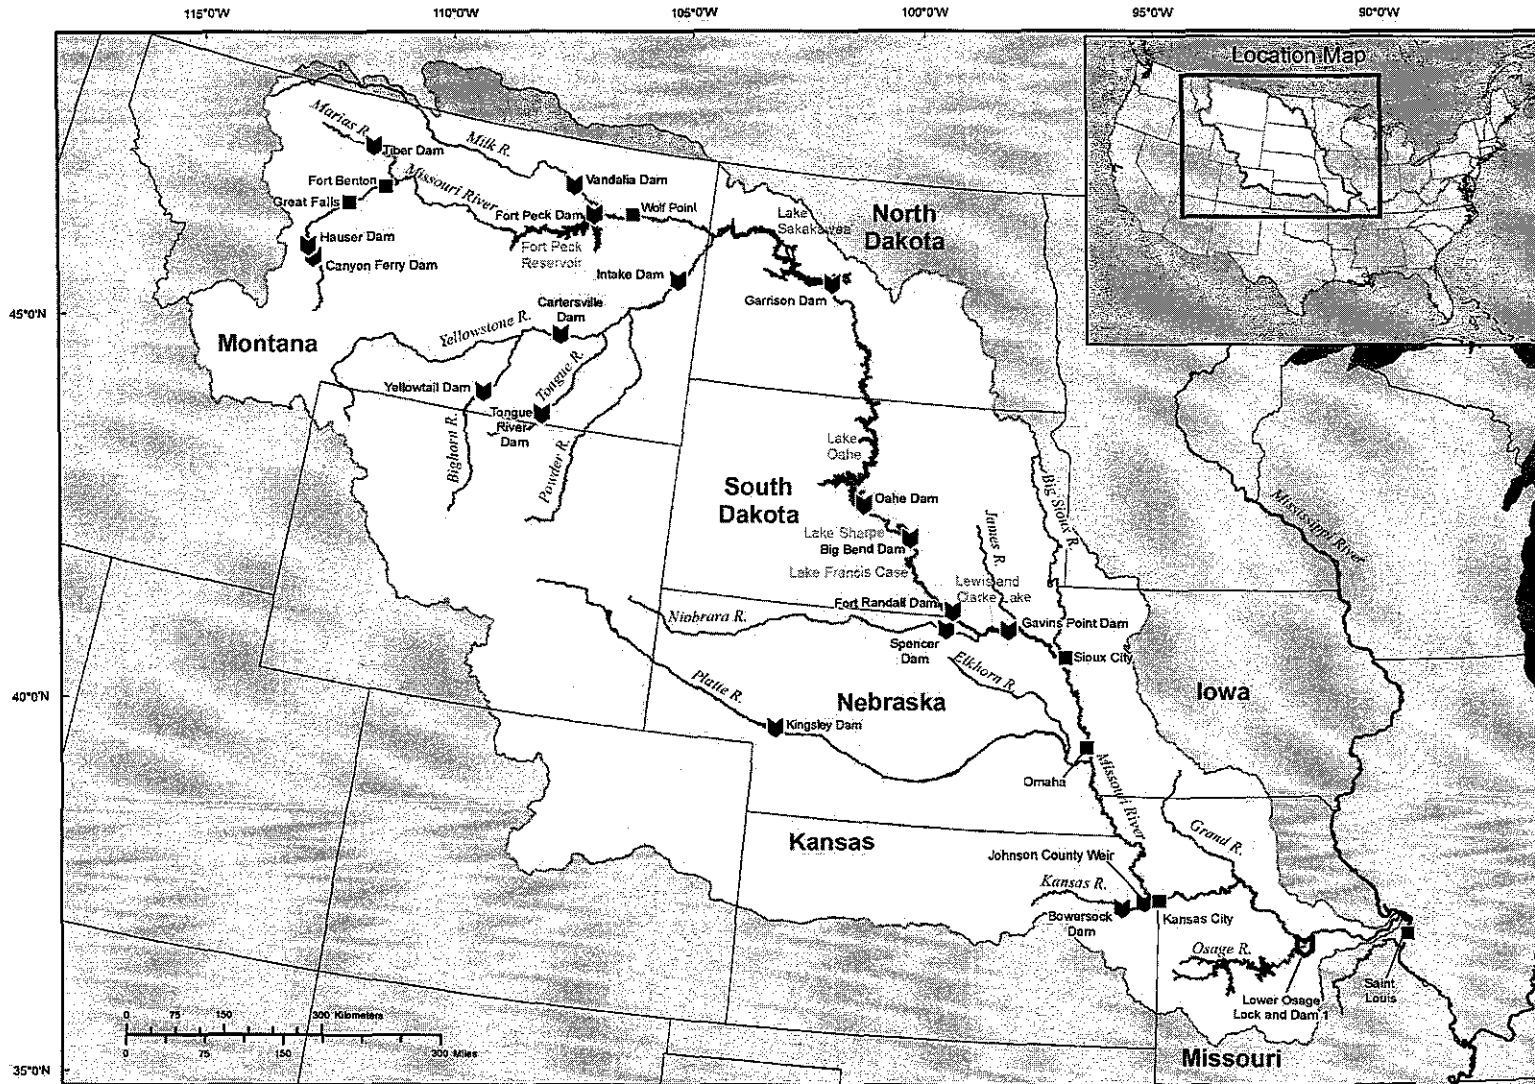 115°0'W
110°0'W
105°0'W
100°0'W
95°0'W
90°0'W
Location Map
Marias R.
Tiber Dam
Milk R.
Fort Benton
Missouri River
Vandalia Dam
Great Falls
Fort Peck Dam
Wolf Point
Lake
Sakakawea
North
Dakota
Hauser Dam
Fort Peck
Reservoir
Canyon Ferry Dam
Intake Dam
Garrison Dam
Cartersville
Dam
45°0'N
Yellowstone R.
Montana
Yellowtail Dam
Tongue R.
Tongue
River
Dam
Bighorn R.
Powder R.
Lake
Oahe
South
Dakota
Oahe Dam
Big Sioux R.
James R.
Mississippi River
Lake Sharpe
Big Bend Dam
Lake Francis Case
Lewis and
Clarke Lake
Fort Randall Dam
Niobrara R.
Gavins Point Dam
Spencer
Dam
Sioux City
Elkhorn R.
40°0'N
Platte R.
Nebraska
Iowa
Kingsley Dam
Omaha
Missouri River
Kansas
Grand R.
Johnson County Weir
Kansas R.
Bowersock
Dam
Kansas City
Osage R.
Saint
Louis
Lower Osage
Lock and Dam 1
0 75 150 300 Kilometers
0 75 150 300 Miles
Missouri
35°0'N